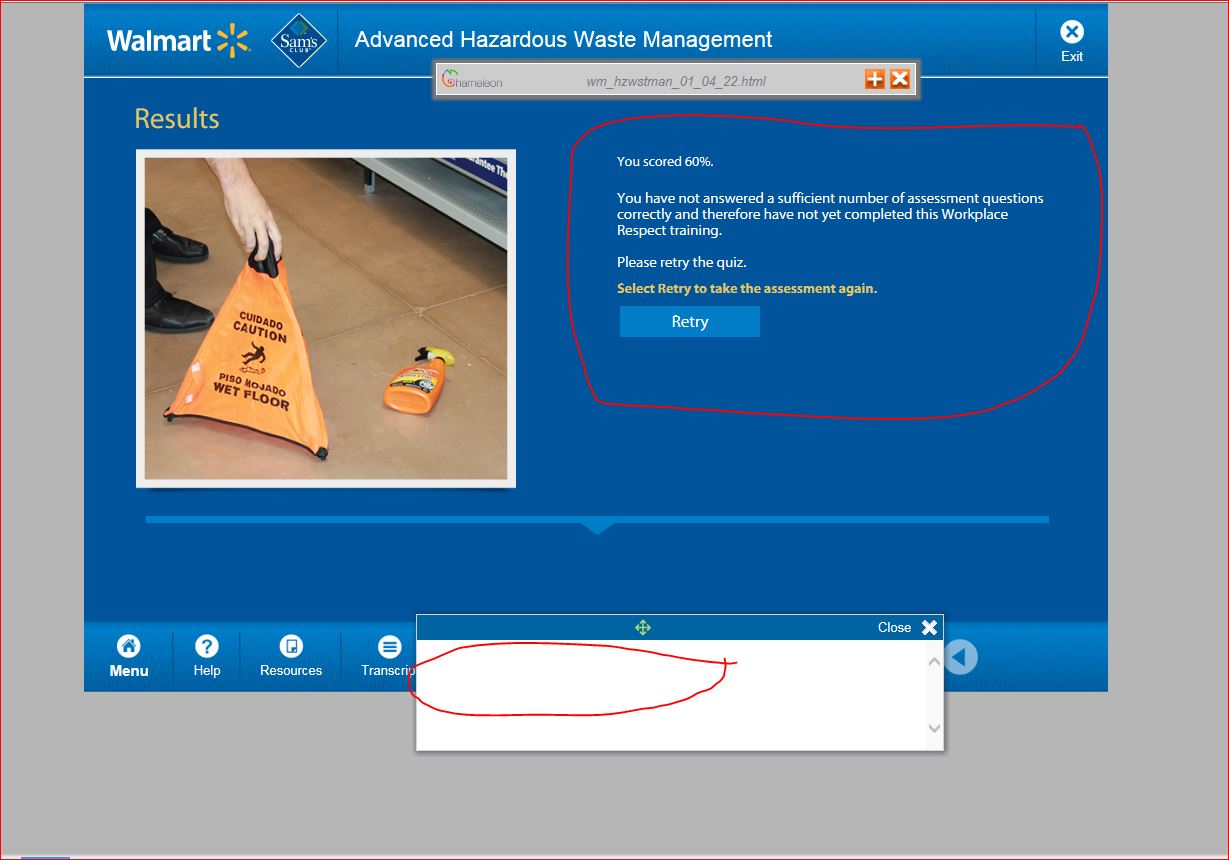 Walmart
Sam's
CLUB
Advanced Hazardous Waste Management
Exit
Chameleon
wm_hzwstman_01_04_22.html
Results
You scored 60%.
You have not answered a sufficient number of assessment questions
correctly and therefore have not yet completed this Workplace
Respect training.
Please retry the quiz.
Select Retry to take the assessment again.
Retry
CUIDADO
CAUTION
PISO MOJADO
WET FLOOR
Menu
Help
Resources
Transcrip
Close